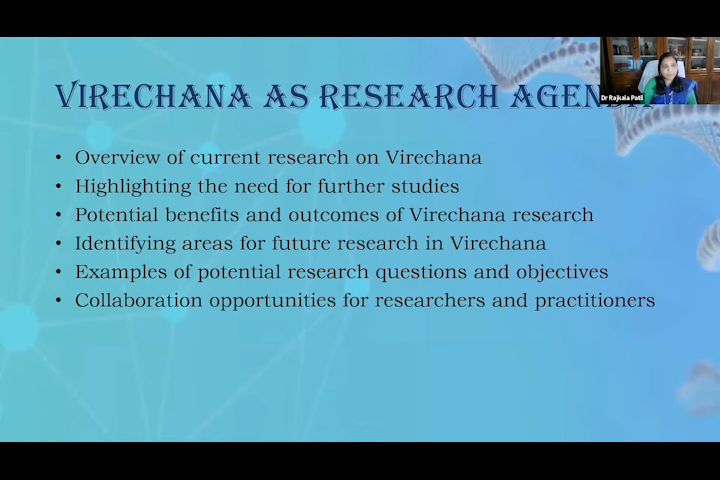 VIRECHANA AS RESEARCH
Dr Rajkala Patil
• Overview of current research on Virechana
• Highlighting the need for further studies
• Potential benefits and outcomes of Virechana research
• Identifying areas for future research in Virechana
• Examples of potential research questions and objectives
• Collaboration opportunities for researchers and practitioners